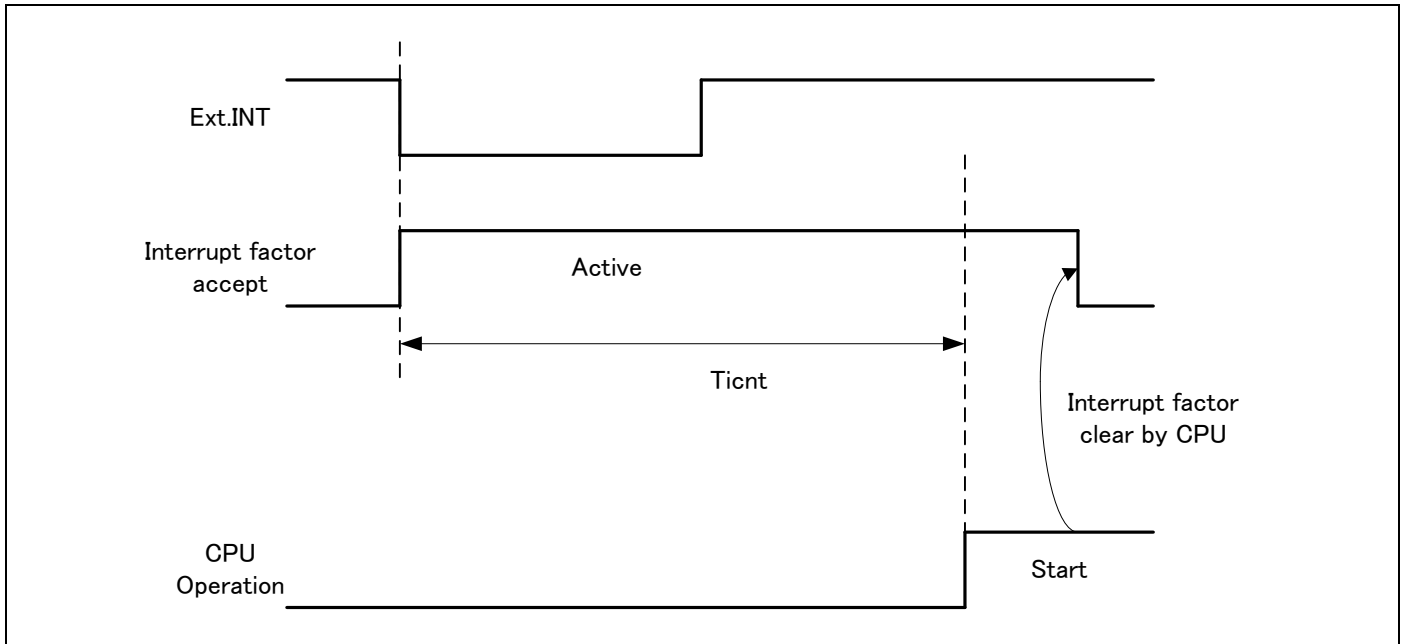 Ext.INT
Interrupt factor
accept
Active
Ticnt
Interrupt factor
clear by CPU
CPU
Operation
Start